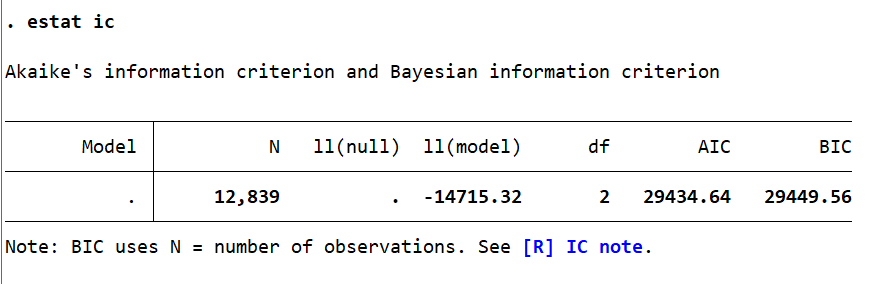 . estat ic
Akaike's information criterion and Bayesian information criterion
Model N ll(null) ll(model) df AIC BIC
. 12,839 . -14715.32 2 29434.64 29449.56
Note: BIC uses N = number of observations. See [R] IC note.